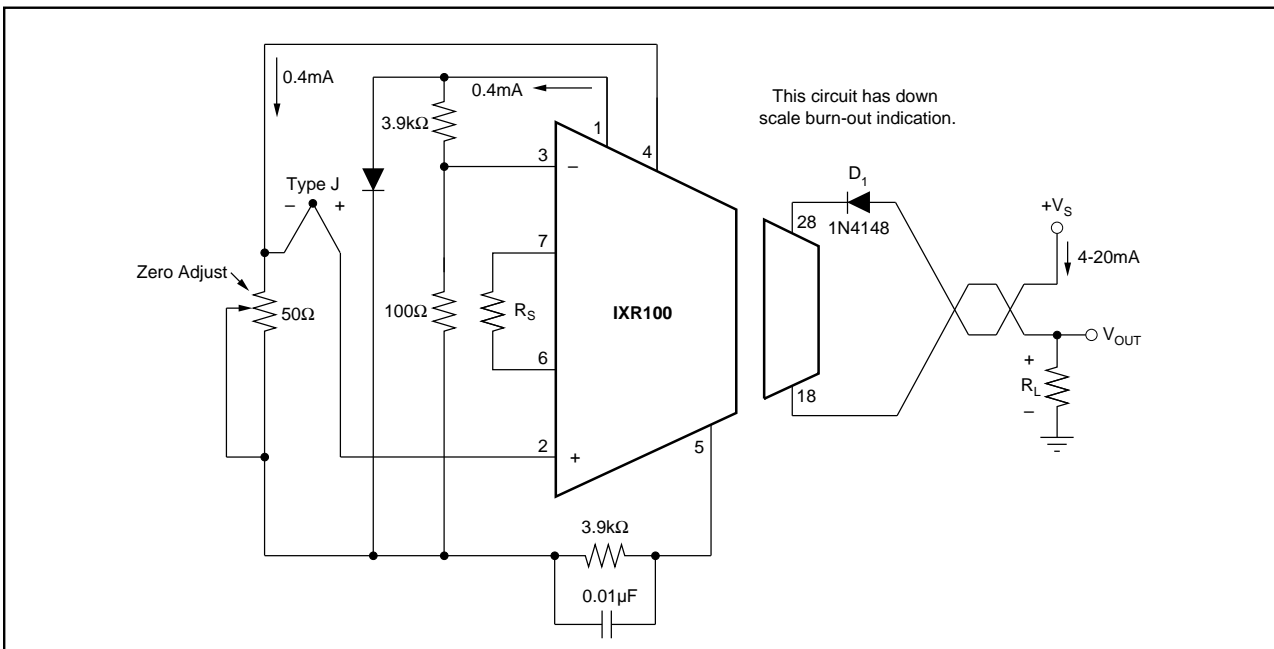 0.4mA
0.4mA
This circuit has down
scale burn-out indication.
3.9kΩ
1
4
3
–
D1
+VS
Type J
–
+
28
1N4148
4-20mA
7
Zero Adjust
50Ω
100Ω
RS
IXR100
VOUT
6
+
RL
–
18
2
+
5
3.9kΩ
0.01µF